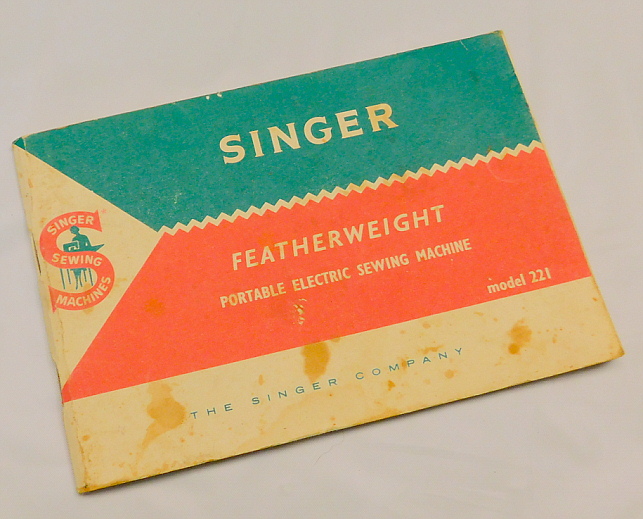 SINGER
FEATHERWEIGHT
PORTABLE ELECTRIC SEWING MACHINE
model 221
SINGER
SEWING
MACHINES
THE SINGER COMPANY